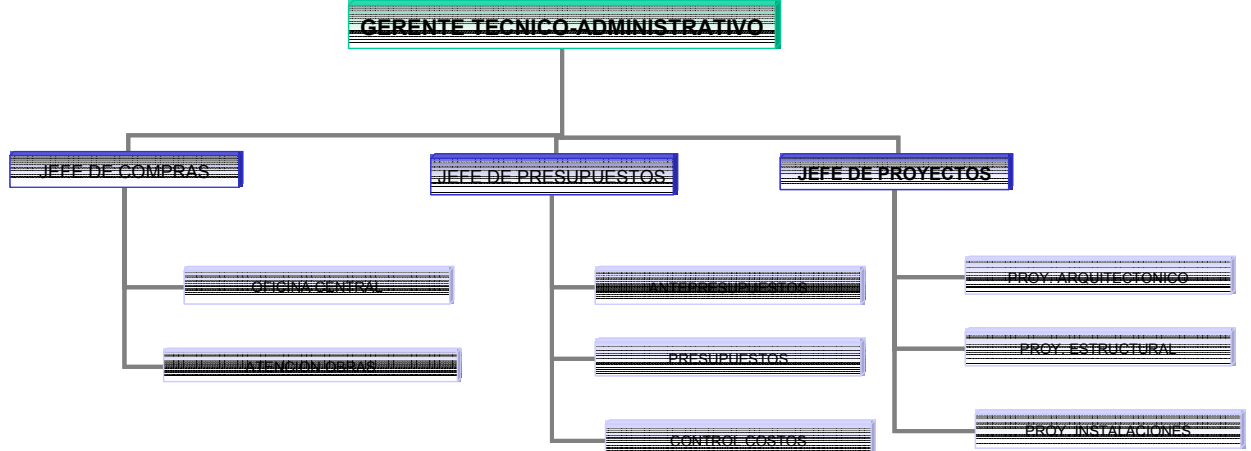 GERENTE TECNICO-ADMINISTRATIVO
JEFE DE COMPRAS
JEFE DE PRESUPUESTOS
JEFE DE PROYECTOS
OFICINA CENTRAL
ATENCION OBRAS
ANTEPRESUPUESTOS
PRESUPUESTOS
CONTROL COSTOS
PROY. ARQUITECTONICO
PROY. ESTRUCTURAL
PROY. INSTALACIONES